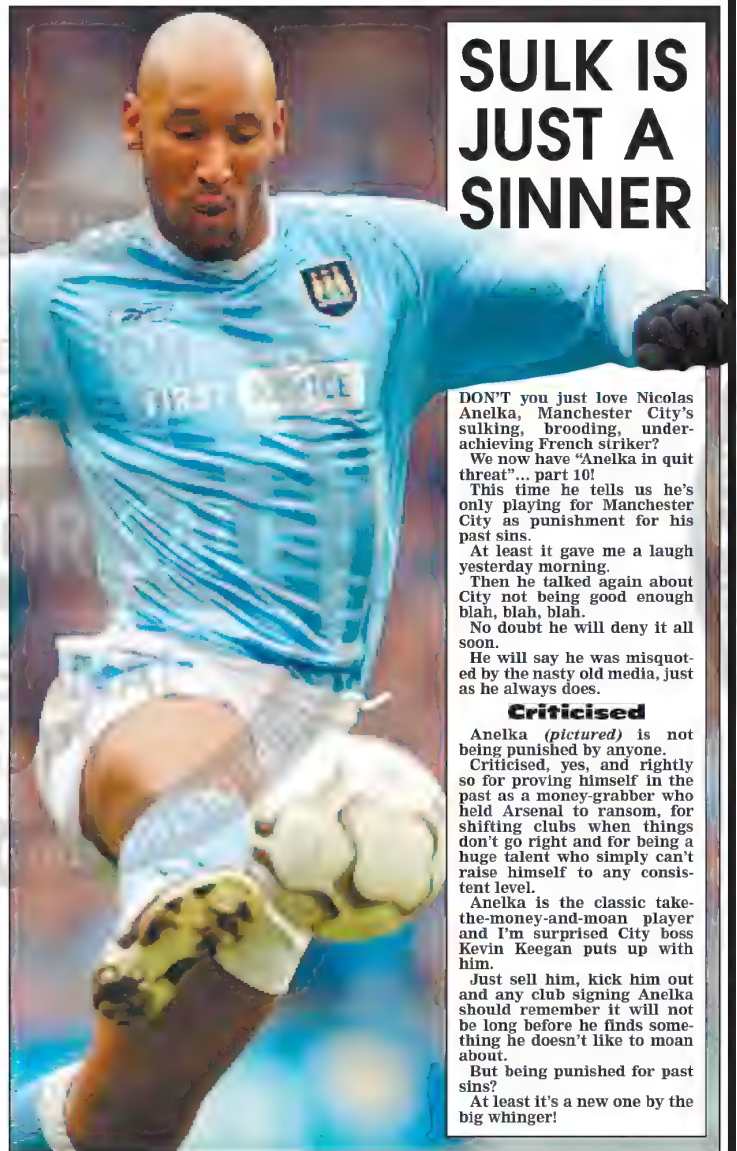 SULK IS
JUST A
SINNER
FIRST
DON'T you just love Nicolas
Anelka, Manchester City's
sulking, brooding, under-
achieving French striker?
We now have “Anelka in quit
threat”... part 10!
This time he tells us he's
only playing for Manchester
City as punishment for his
past sins.
At least it gave me a laugh
yesterday morning.
Then he talked again about
City not being good enough
blah, blah, blah.
No doubt he will deny it all
soon.
He will say he was misquot-
ed by the nasty old media, just
as he always does.
Criticised
Anelka (pictured) is not
being punished by anyone.
Criticised, yes, and rightly
so for proving himself in the
past as a money-grabber who
held Arsenal to ransom, for
shifting clubs when things
don't go right and for being a
huge talent who simply can't
raise himself to any consis-
tent level.
Anelka is the classic take-
the-money-and-moan player
and I'm surprised City boss
Kevin Keegan puts up with
him.
Just sell him, kick him out
and any club signing Anelka
should remember it will not
be long before he finds some-
thing he doesn't like to moan
about.
But being punished for past
sins?
At least it's a new one by the
big whinger!